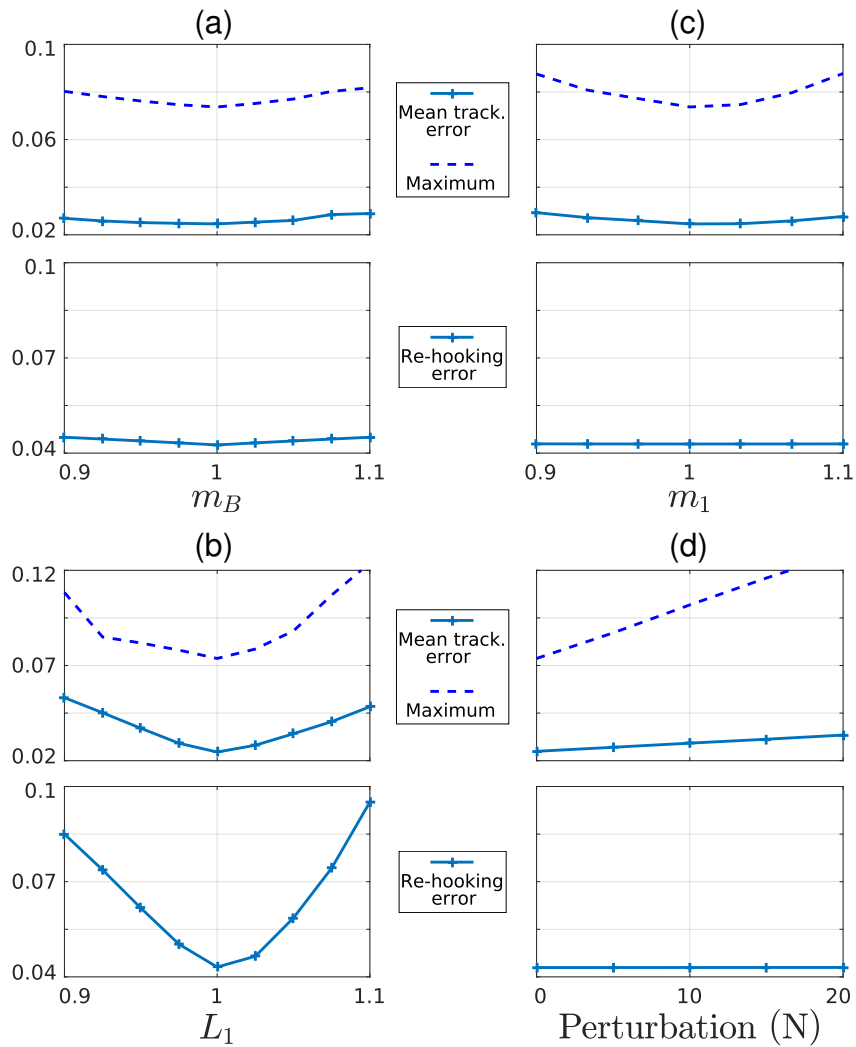 (a)
(c)
0.1
0.06
0.02
Mean track.
error
Maximum
0.1
0.07
0.04
Re-hooking
error
0.9 1 1.1
m_B
0.9 1 1.1
m_1
(b)
(d)
0.12
0.07
0.02
Mean track.
error
Maximum
0.1
0.07
0.04
Re-hooking
error
0.9 1 1.1
L_1
0 10 20
Perturbation (N)